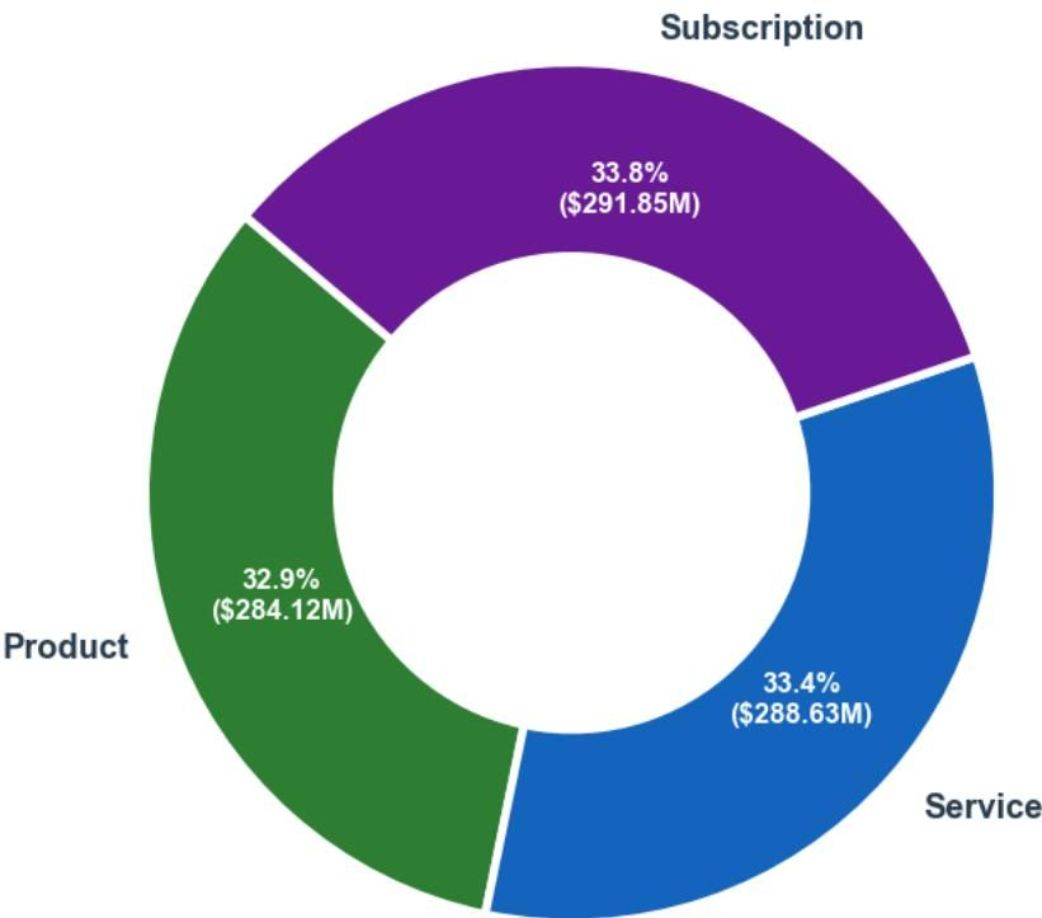 Subscription
33.8%
($291.85M)
32.9%
($284.12M)
Product
33.4%
($288.63M)
Service